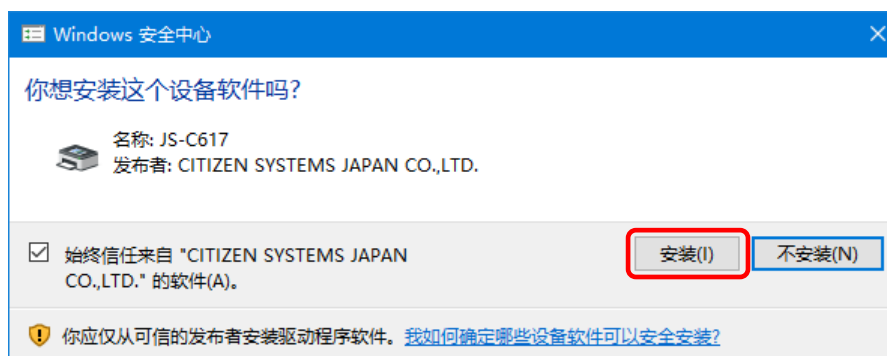 Windows 安全中心
你想安装这个设备软件吗?
名称: JS-C617
发布者: CITIZEN SYSTEMS JAPAN CO.,LTD.
始终信任来自 "CITIZEN SYSTEMS JAPAN
CO.,LTD." 的软件(A)。
安装(I)
不安装(N)
你应仅从可信的发布者安装驱动程序软件。我如何确定哪些设备软件可以安全安装?